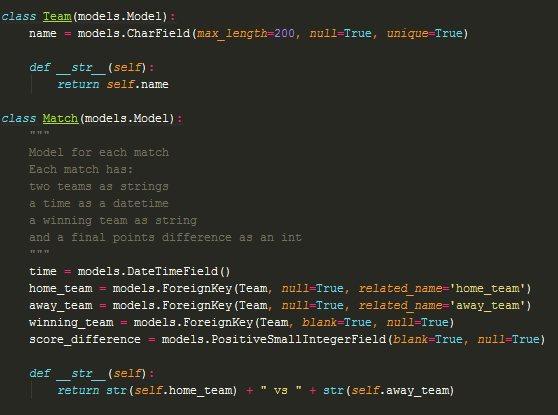 class Team(models.Model):
    name = models.CharField(max_length=200, null=True, unique=True)
    def __str__(self):
        return self.name
class Match(models.Model):
    """
    Model for each match
    Each match has:
    two teams as strings
    a time as a datetime
    a winning team as string
    and a final points difference as an int
    """
    time = models.DateTimeField()
    home_team = models.ForeignKey(Team, null=True, related_name='home_team')
    away_team = models.ForeignKey(Team, null=True, related_name='away_team')
    winning_team = models.ForeignKey(Team, blank=True, null=True)
    score_difference = models.PositiveSmallIntegerField(blank=True, null=True)
    def __str__(self):
        return str(self.home_team) + " vs " + str(self.away_team)